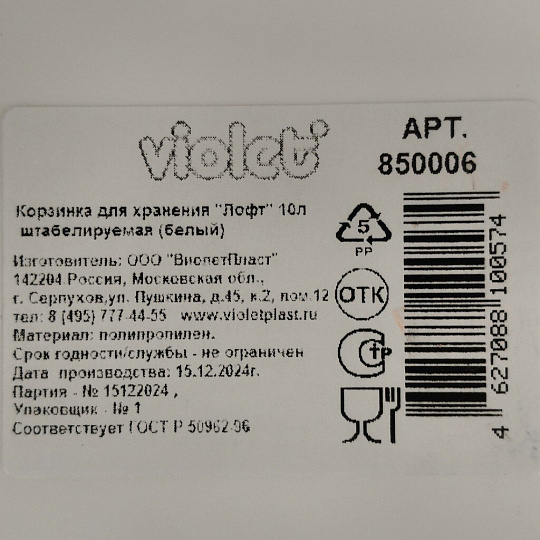 violet
АРТ.
850006
Корзинка для хранения "Лофт" 10л
штабелируемая (белый)
Изготовитель: ООО "ВиолетПласт"
142204 Россия, Московская обл.,
г. Серпухов,ул. Пушкина, д.45, к.2, пом.12
тел: 8 (495) 777-44-55 www.violetplast.ru
Материал: полипропилен.
Срок годности/службы - не ограничен
Дата производства: 15.12.2024г.
Партия - № 15122024 ,
Упаковщик - № 1
Соответствует ГОСТ Р 50962-96
5
PP
ОТК
СТР
4 627088 100574